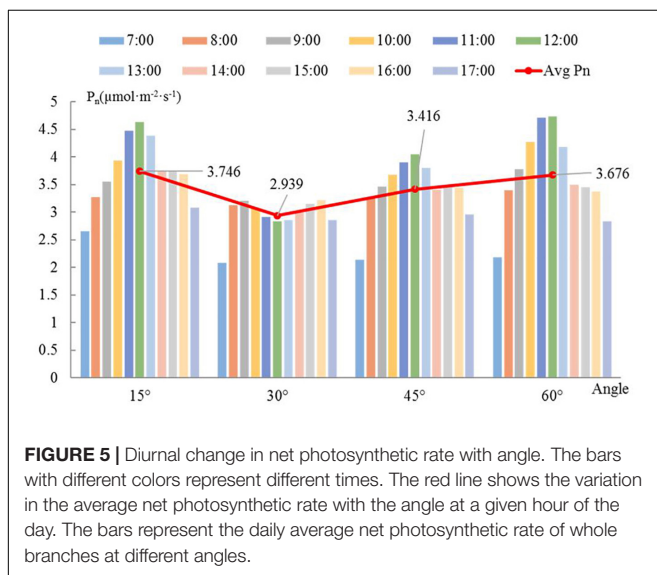 7:00 8:00 9:00 10:00 11:00 12:00
13:00 14:00 15:00 16:00 17:00 Avg Pn
Pn(μmol·m-2·s-1)
5
4.5
4
3.5
3
2.5
2
1.5
1
0.5
0
3.746
2.939
3.416
3.676
15° 30° 45° 60° Angle
FIGURE 5 | Diurnal change in net photosynthetic rate with angle. The bars
with different colors represent different times. The red line shows the variation
in the average net photosynthetic rate with the angle at a given hour of the
day. The bars represent the daily average net photosynthetic rate of whole
branches at different angles.